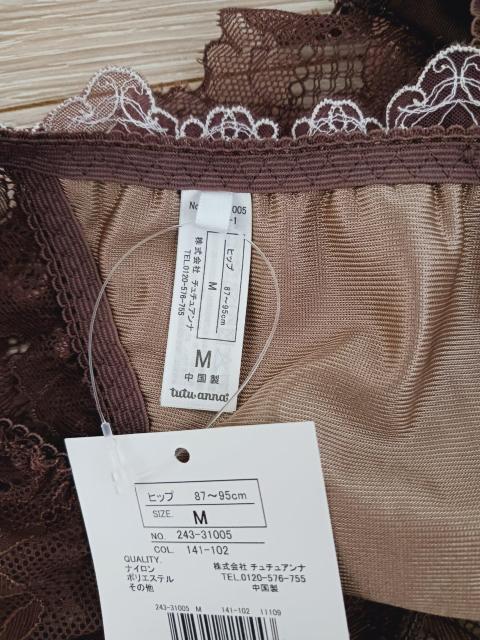 No 31005
-1
ヒップ 87～95cm
M
株式会社 チュチュアンナ
TEL.0120-576-755
M
中国製
tutu anna*
ヒップ 87～95cm
SIZE. M
NO. 243-31005
COL. 141-102
QUALITY.
ナイロン
ポリエステル
その他
株式会社 チュチュアンナ
TEL.0120-576-755
中国製
243-31005 M 141-102 11109